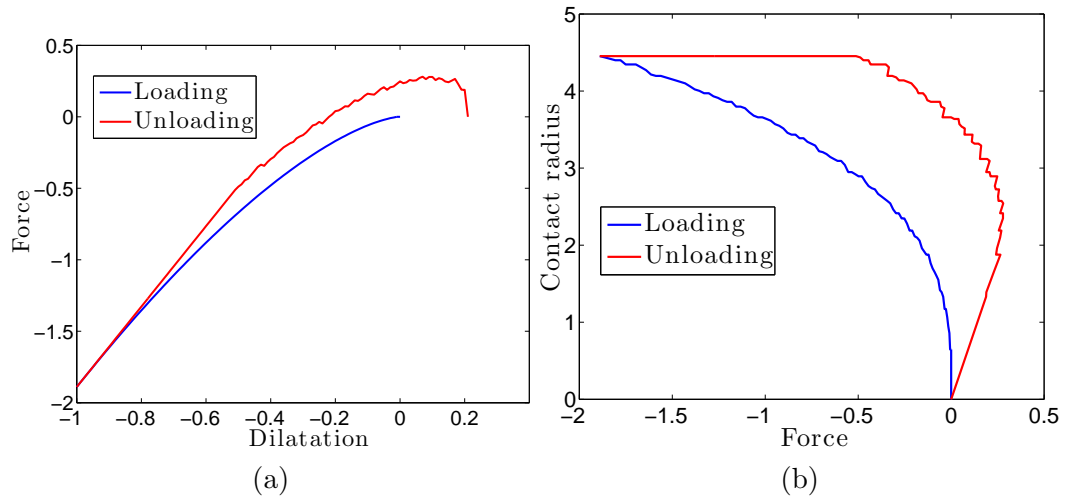 0.5
0
−0.5
−1
−1.5
−2
−1 −0.8 −0.6 −0.4 −0.2 0 0.2
Force
Dilatation
Loading
Unloading
(a)
5
4
3
2
1
0
−2 −1.5 −1 −0.5 0 0.5
Contact radius
Force
Loading
Unloading
(b)